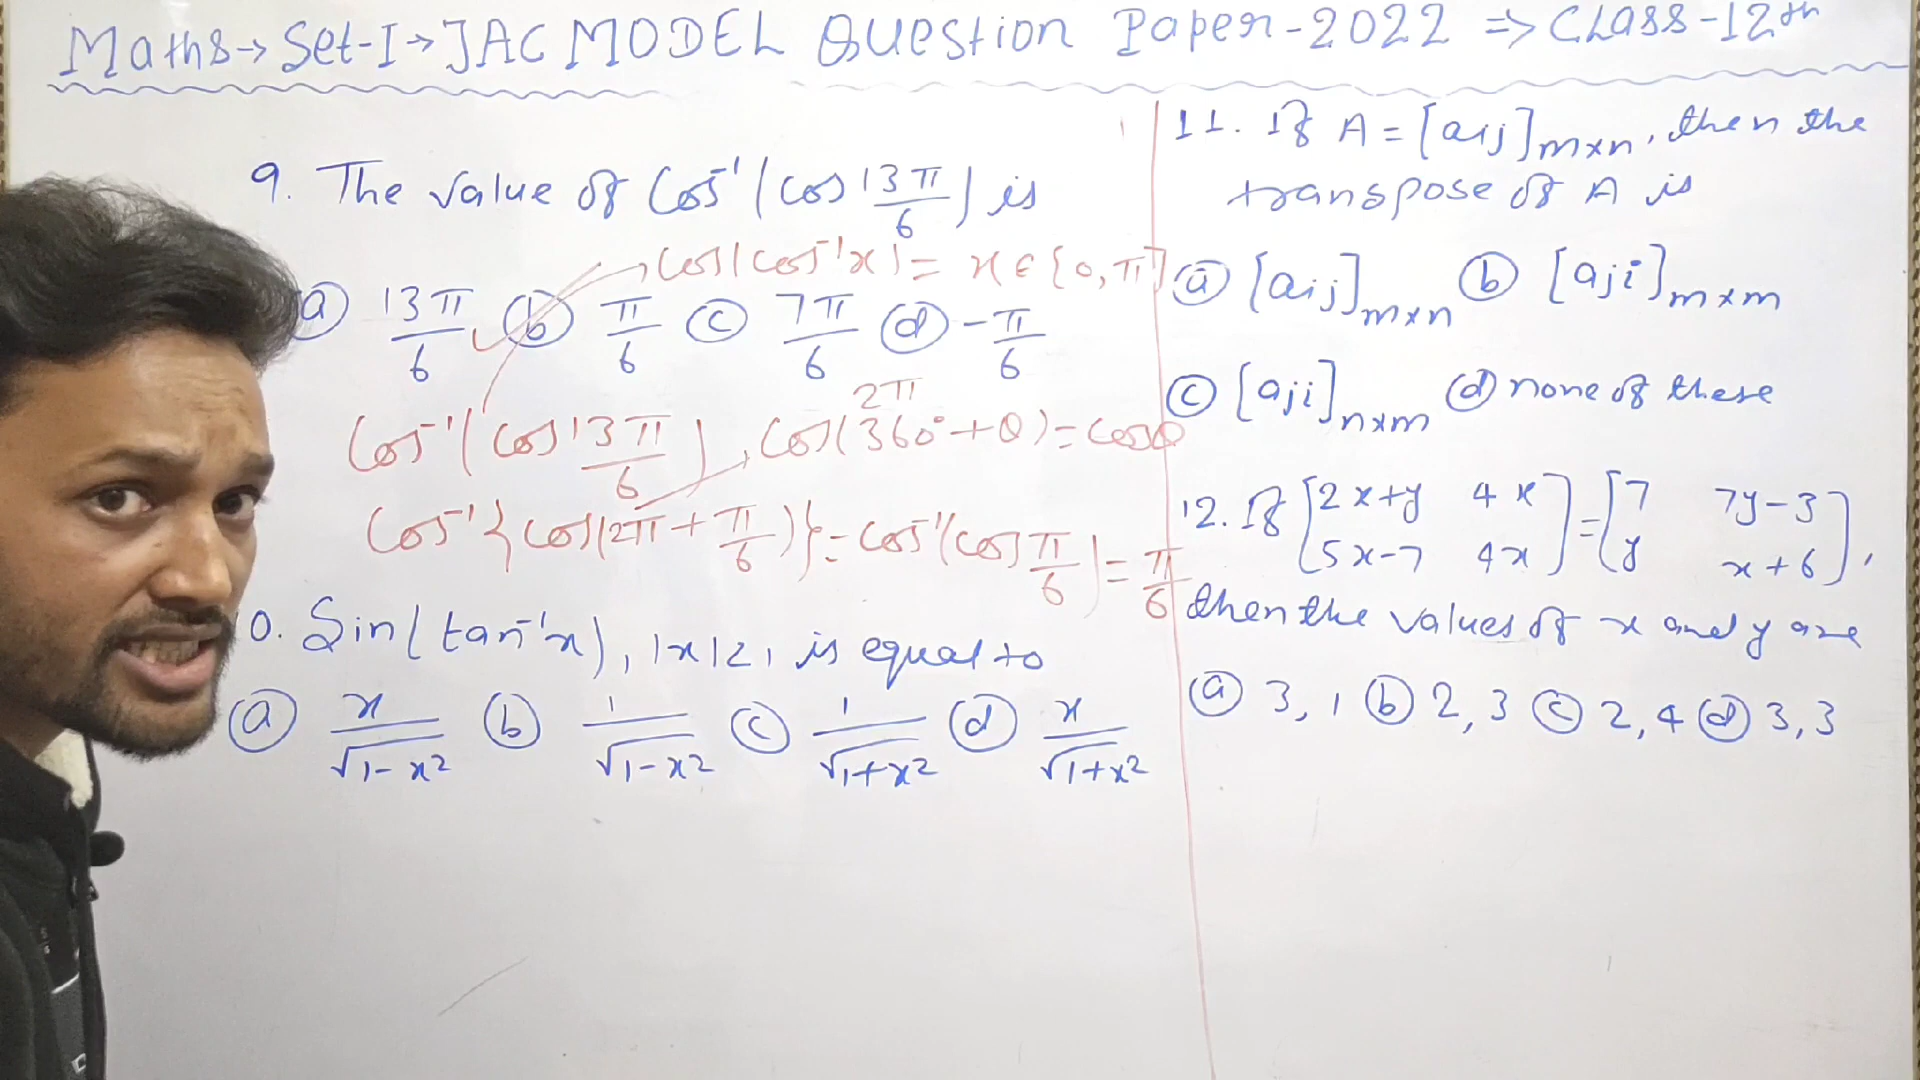 Maths→Set-I→JAC MODEL Question Paper-2022 ⇒ Class-12th
9. The value of Cos⁻¹(cos 13π/6) is
cos(cos⁻¹x) = x ∈ [0, π]
(a) 13π/6 (b) π/6 (c) 7π/6 (d) -π/6
2π
Cos⁻¹(cos 13π/6), cos(360°+θ) = cosθ
Cos⁻¹{cos(2π + π/6)} = cos⁻¹(cos π/6) = π/6
10. Sin(tan⁻¹x), |x|<1 is equal to
(a) x/√1-x² (b) 1/√1-x² (c) 1/√1+x² (d) x/√1+x²
11. If A = [aij]m×n, then the
transpose of A is
(a) [aij]m×n (b) [aji]m×m
(c) [aji]n×m (d) none of these
12. If [2x+y 4x] = [7 7y-3]
[5x-7 4x] [y x+6],
then the values of x and y are
(a) 3,1 (b) 2,3 (c) 2,4 (d) 3,3